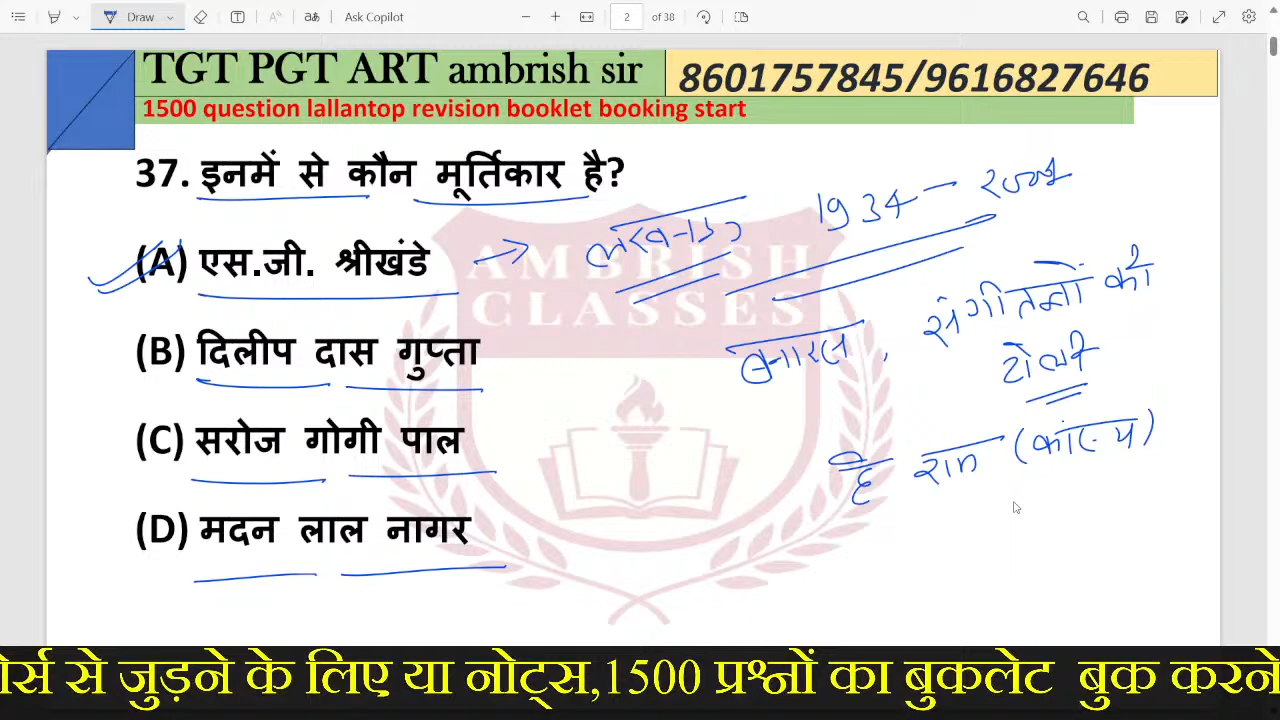 Draw
Ask Copilot
2 of 38
TGT PGT ART ambrish sir
8601757845/9616827646
1500 question lallantop revision booklet booking start
37. इनमें से कौन मूर्तिकार है?
(A) एस.जी. श्रीखंडे
(B) दिलीप दास गुप्ता
(C) सरोज गोगी पाल
(D) मदन लाल नागर
1934 –
संगीतज्ञों की
टोली
हे राम (कांस्य)
AMBRISH
CLASSES
ोर्स से जुड़ने के लिए या नोट्स,1500 प्रश्नों का बुकलेट बुक करने